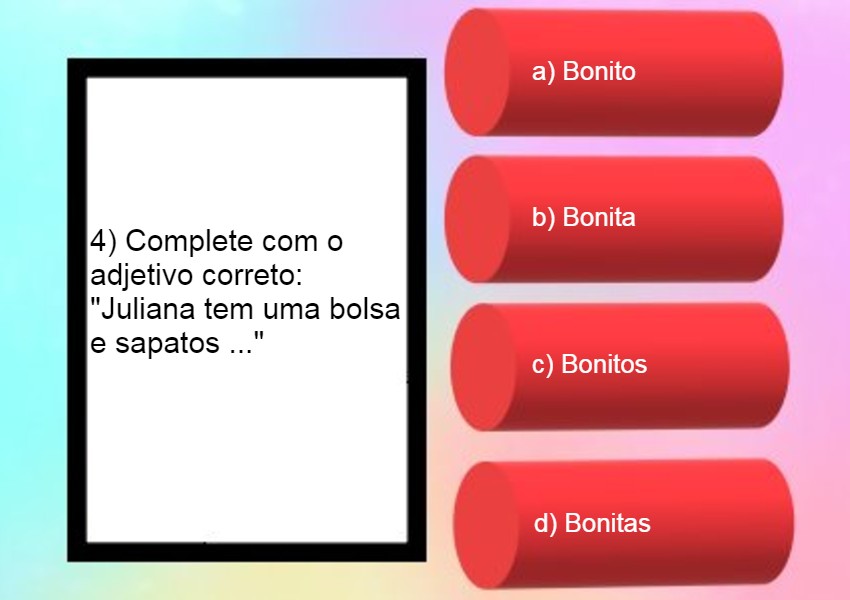 4) Complete com o
adjetivo correto:
"Juliana tem uma bolsa
e sapatos ..."
a) Bonito
b) Bonita
c) Bonitos
d) Bonitas